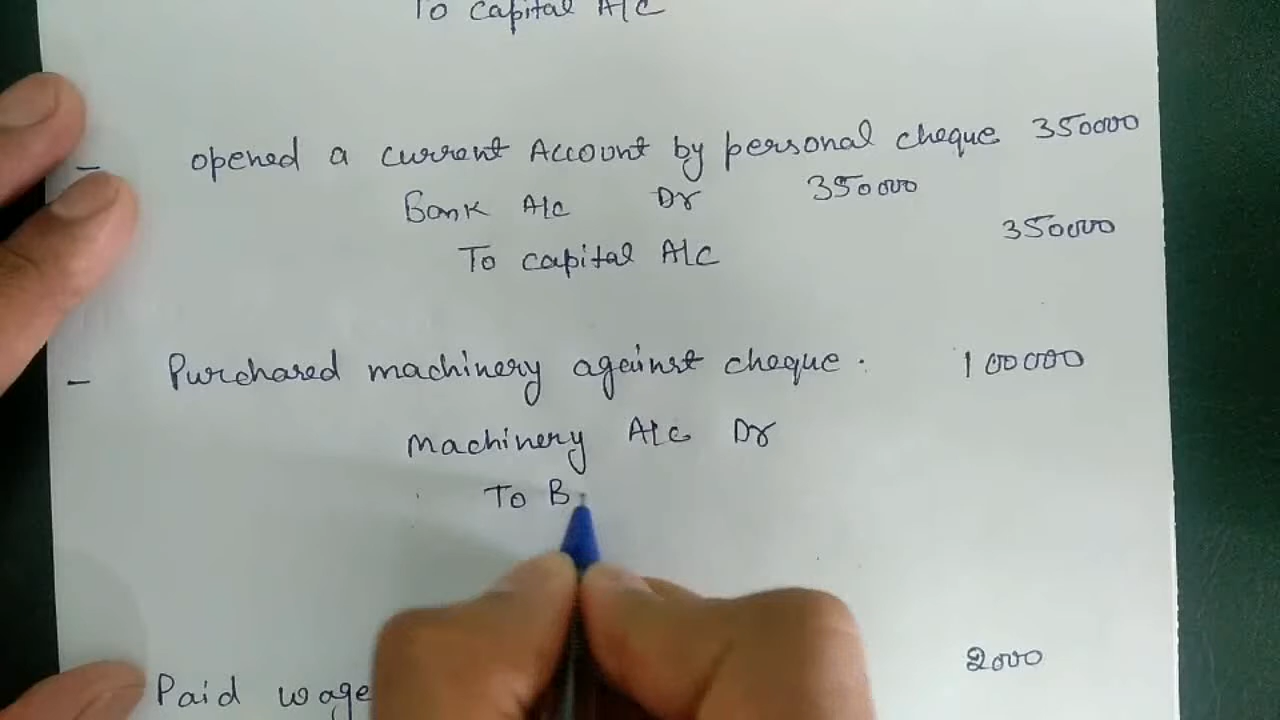 To Capital A/C
opened a current Account by personal cheque 350000
Bank A/c Dr 350000
To capital A/C 350000
Purchased machinery against cheque. 100000
Machinery A/c Dr
To B
Paid wage 2000